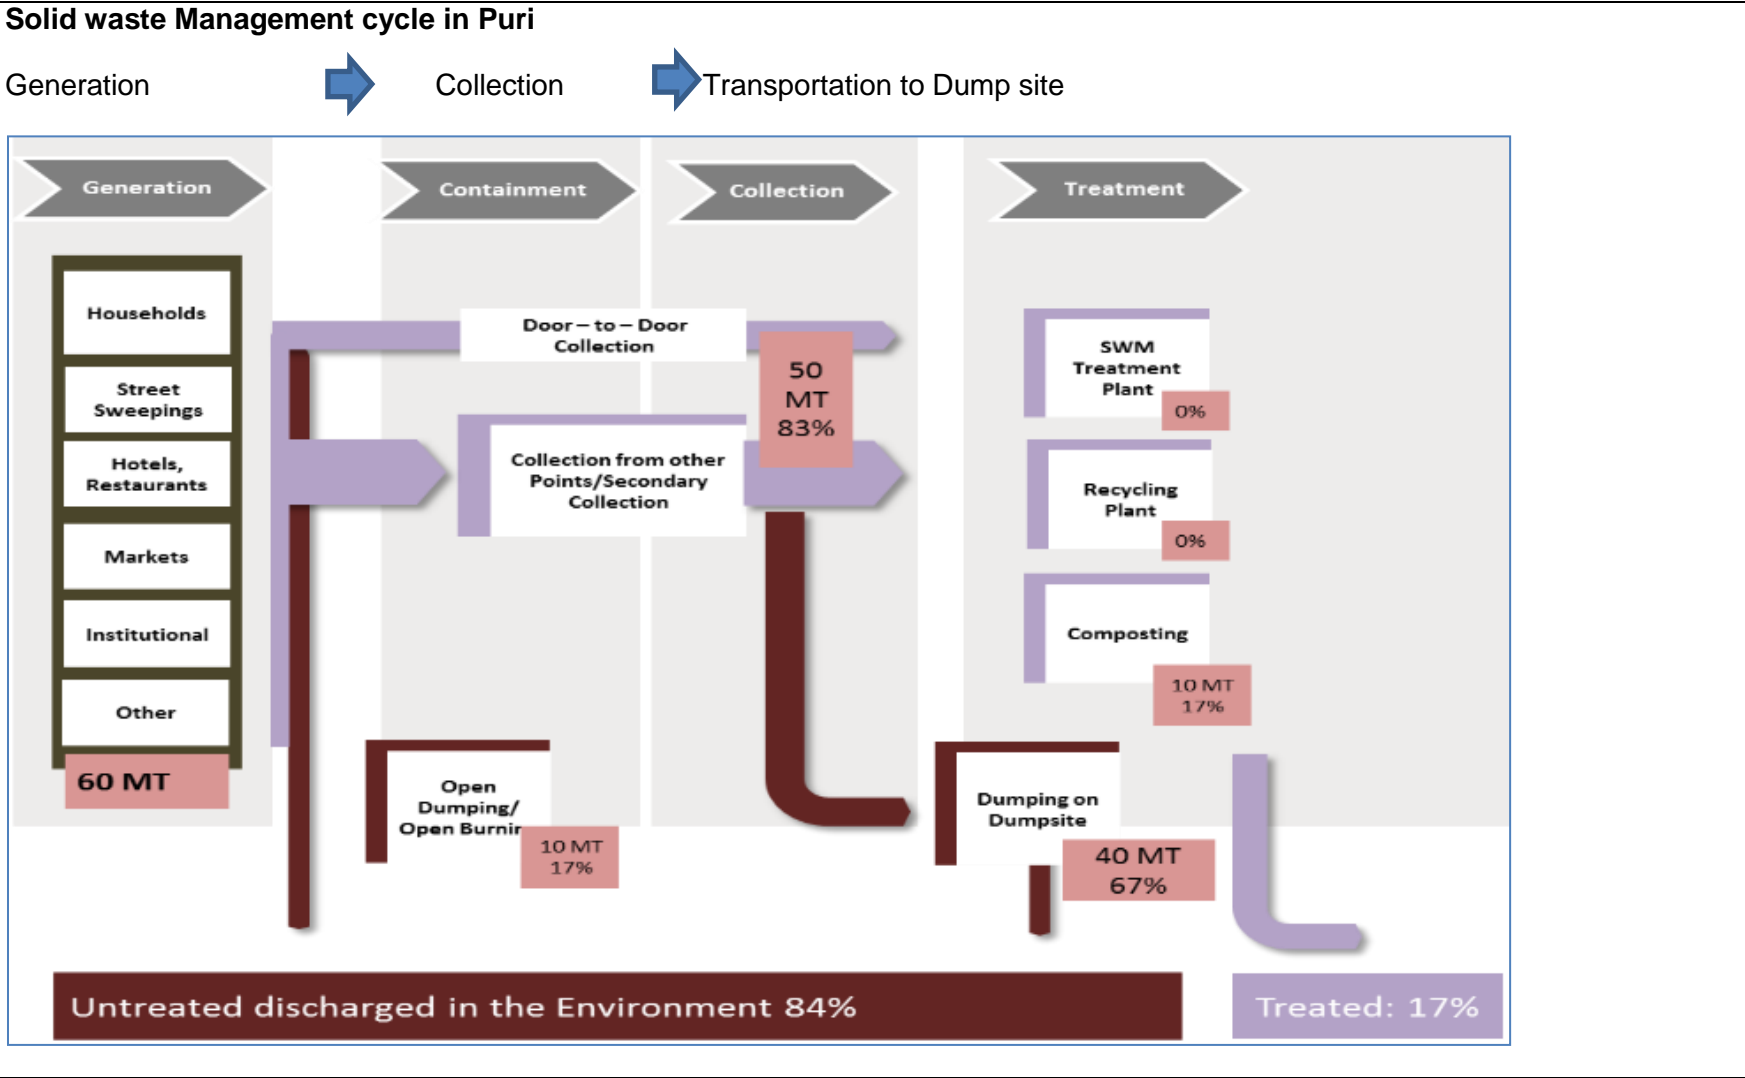 Solid waste Management cycle in Puri
Generation
Collection
Transportation to Dump site
Generation
Containment
Collection
Treatment
Households
Street
Sweepings
Hotels,
Restaurants
Markets
Institutional
Other
60 MT
Door – to – Door
Collection
Collection from other
Points/Secondary
Collection
50
MT
83%
Open
Dumping/
Open Burnin
10 MT
17%
SWM
Treatment
Plant
0%
Recycling
Plant
0%
Composting
10 MT
17%
Dumping on
Dumpsite
40 MT
67%
Untreated discharged in the Environment 84%
Treated: 17%